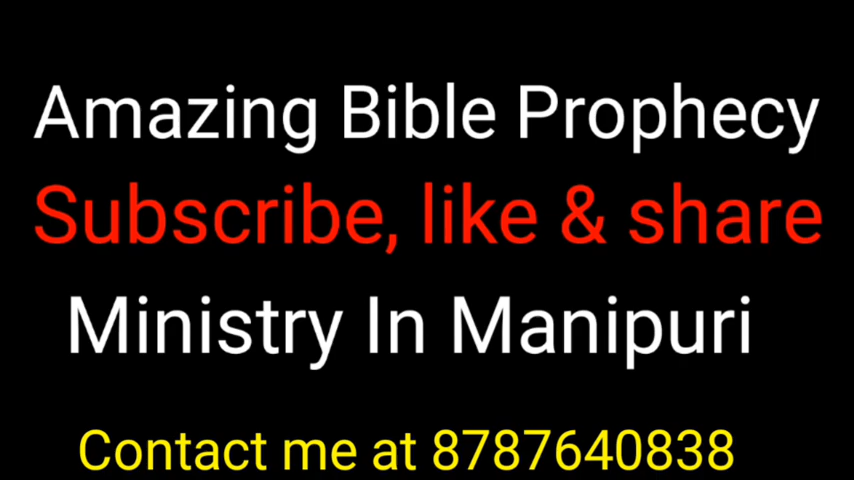 Amazing Bible Prophecy
Subscribe, like & share
Ministry In Manipuri
Contact me at 8787640838